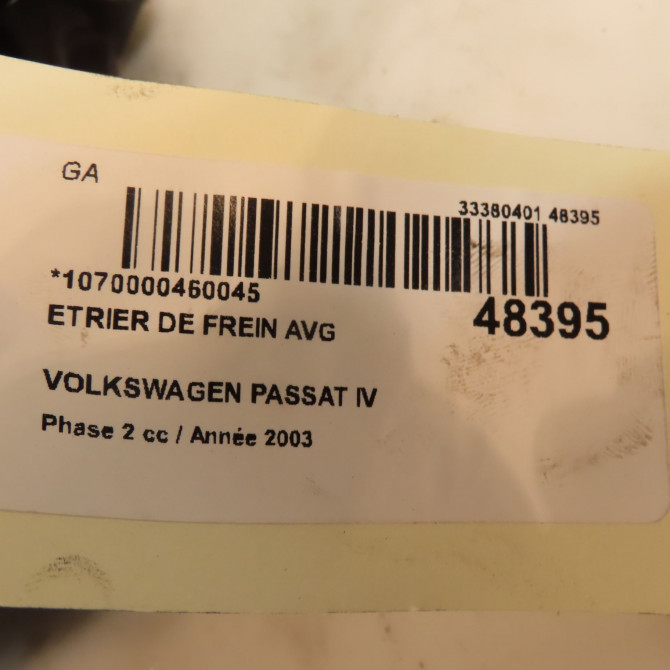 GA
33380401 48395
*1070000460045
48395
ETRIER DE FREIN AVG
VOLKSWAGEN PASSAT IV
Phase 2 cc / Année 2003